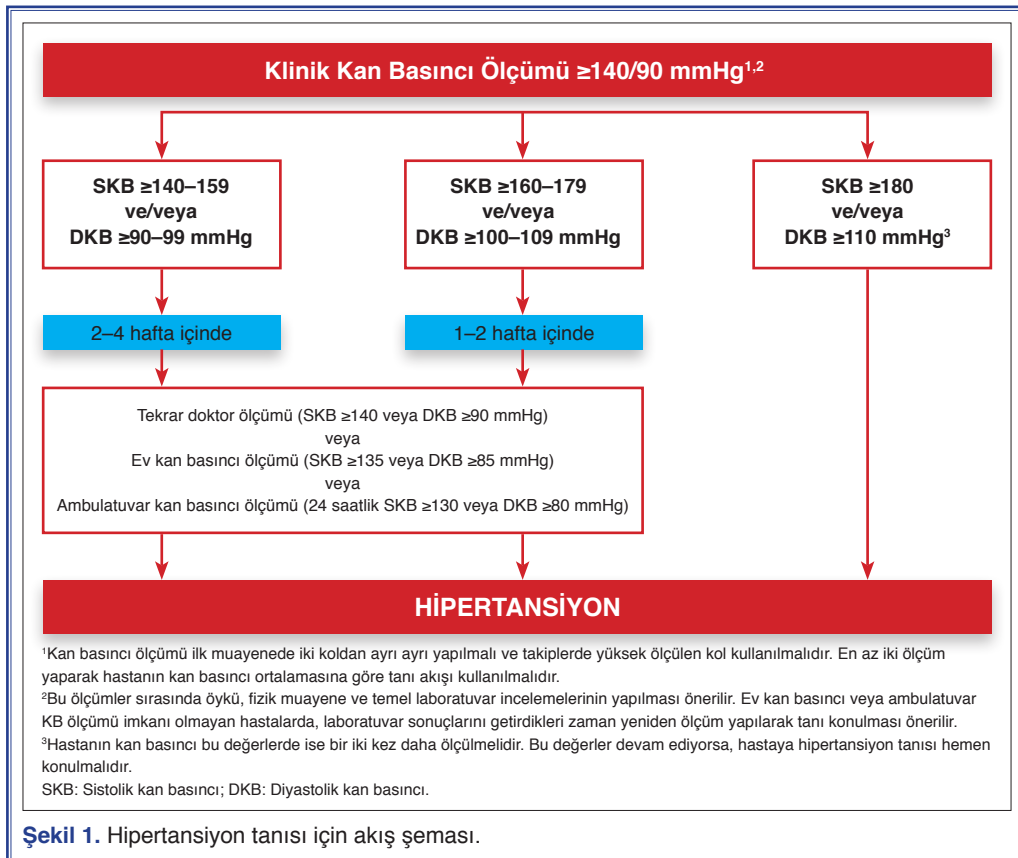 Klinik Kan Basıncı Ölçümü ≥140/90 mmHg¹,²
SKB ≥140–159
ve/veya
DKB ≥90–99 mmHg
SKB ≥160–179
ve/veya
DKB ≥100–109 mmHg
SKB ≥180
ve/veya
DKB ≥110 mmHg³
2–4 hafta içinde
1–2 hafta içinde
Tekrar doktor ölçümü (SKB ≥140 veya DKB ≥90 mmHg)
veya
Ev kan basıncı ölçümü (SKB ≥135 veya DKB ≥85 mmHg)
veya
Ambulatuvar kan basıncı ölçümü (24 saatlik SKB ≥130 veya DKB ≥80 mmHg)
HİPERTANSİYON
¹Kan basıncı ölçümü ilk muayenede iki koldan ayrı ayrı yapılmalı ve takiplerde yüksek ölçülen kol kullanılmalıdır. En az iki ölçüm
yaparak hastanın kan basıncı ortalamasına göre tanı akışı kullanılmalıdır.
²Bu ölçümler sırasında öykü, fizik muayene ve temel laboratuvar incelemelerinin yapılması önerilir. Ev kan basıncı veya ambulatuvar
KB ölçümü imkanı olmayan hastalarda, laboratuvar sonuçlarını getirdikleri zaman yeniden ölçüm yapılarak tanı konulması önerilir.
³Hastanın kan basıncı bu değerlerde ise bir iki kez daha ölçülmelidir. Bu değerler devam ediyorsa, hastaya hipertansiyon tanısı hemen
konulmalıdır.
SKB: Sistolik kan basıncı; DKB: Diyastolik kan basıncı.
Şekil 1. Hipertansiyon tanısı için akış şeması.